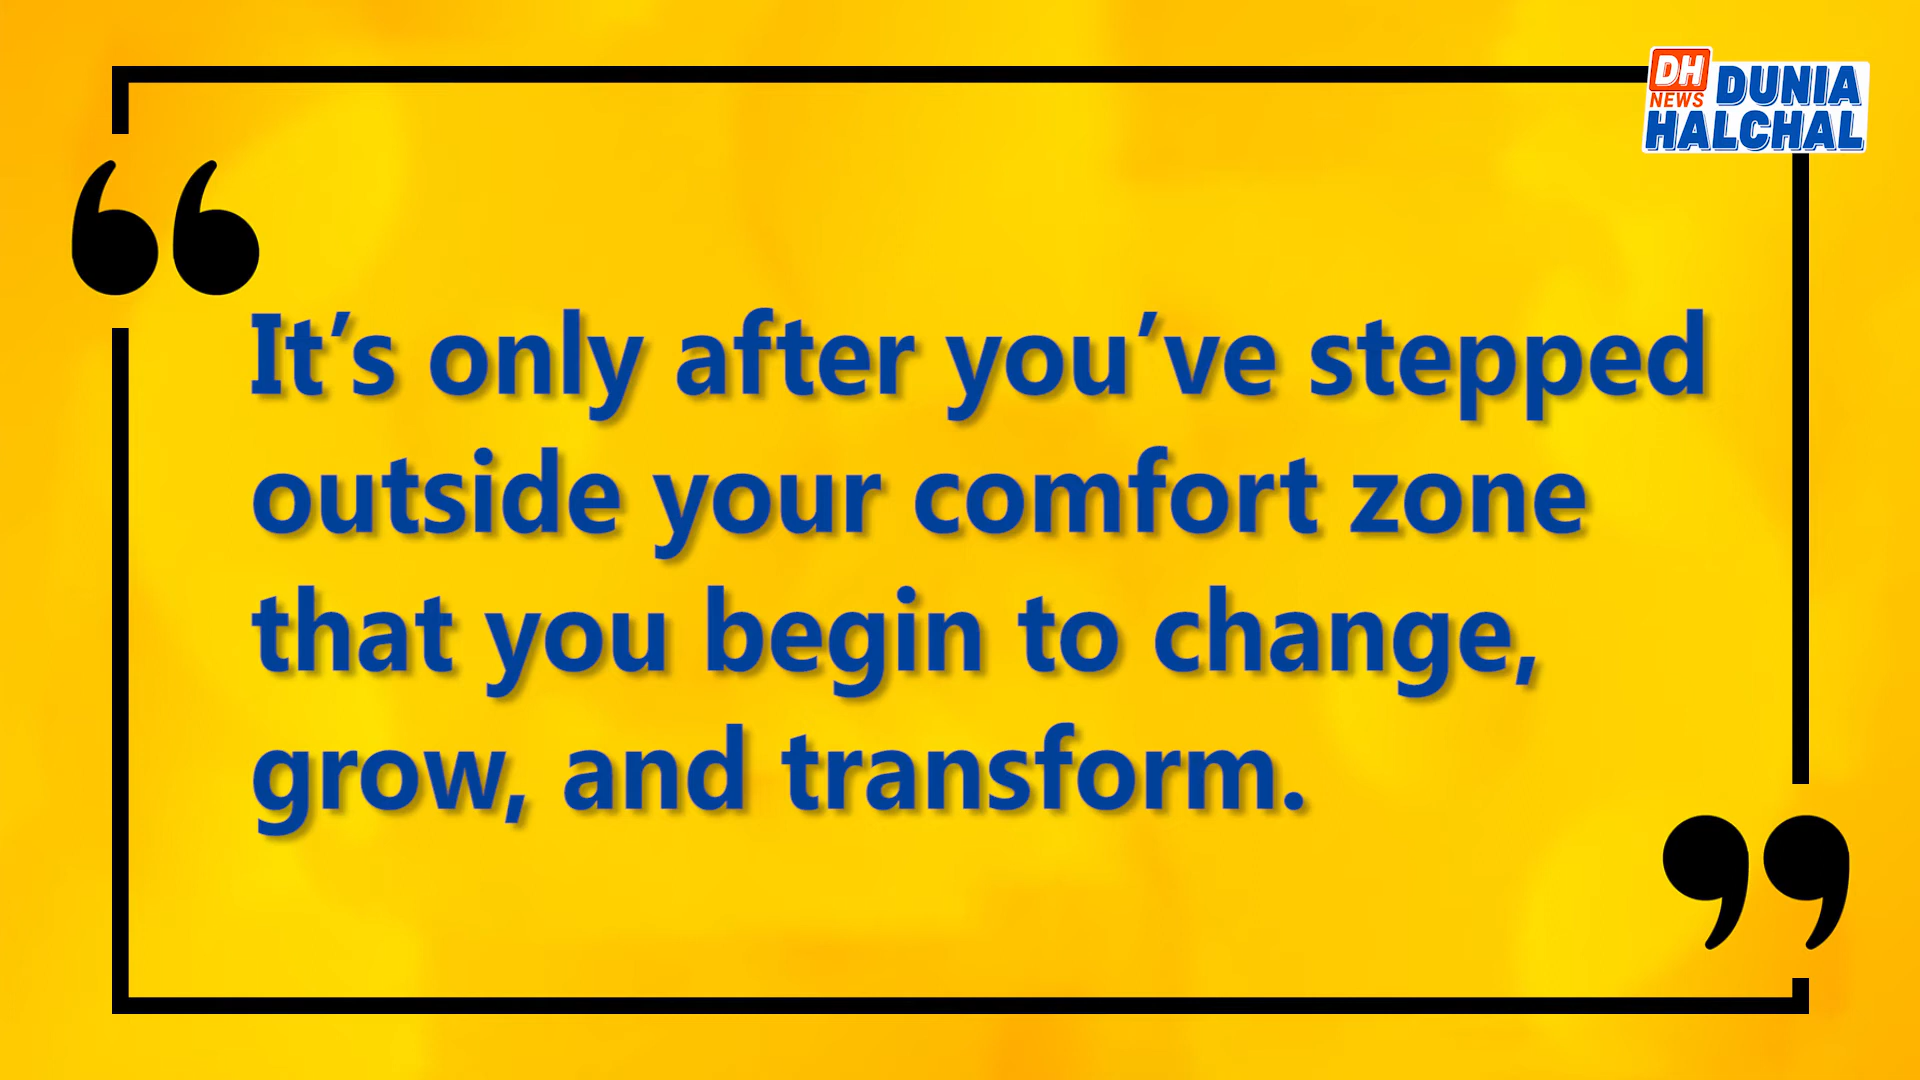 DH
NEWS
DUNIA
HALCHAL
“
It’s only after you’ve stepped
outside your comfort zone
that you begin to change,
grow, and transform.
”